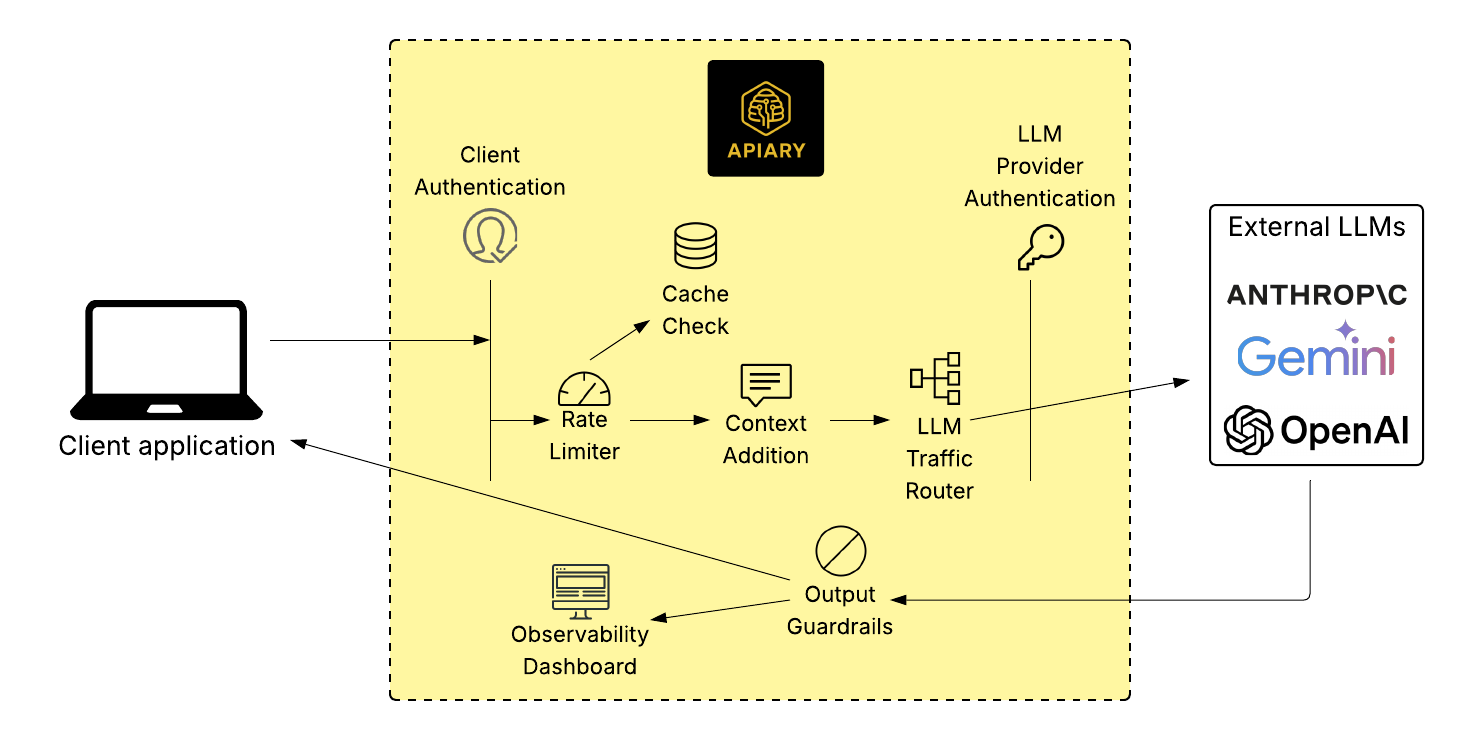 APIARY
Client
Authentication
LLM
Provider
Authentication
Cache
Check
Rate
Limiter
Context
Addition
LLM
Traffic
Router
Output
Guardrails
Observability
Dashboard
Client application
External LLMs
ANTHROP\C
Gemini
OpenAI